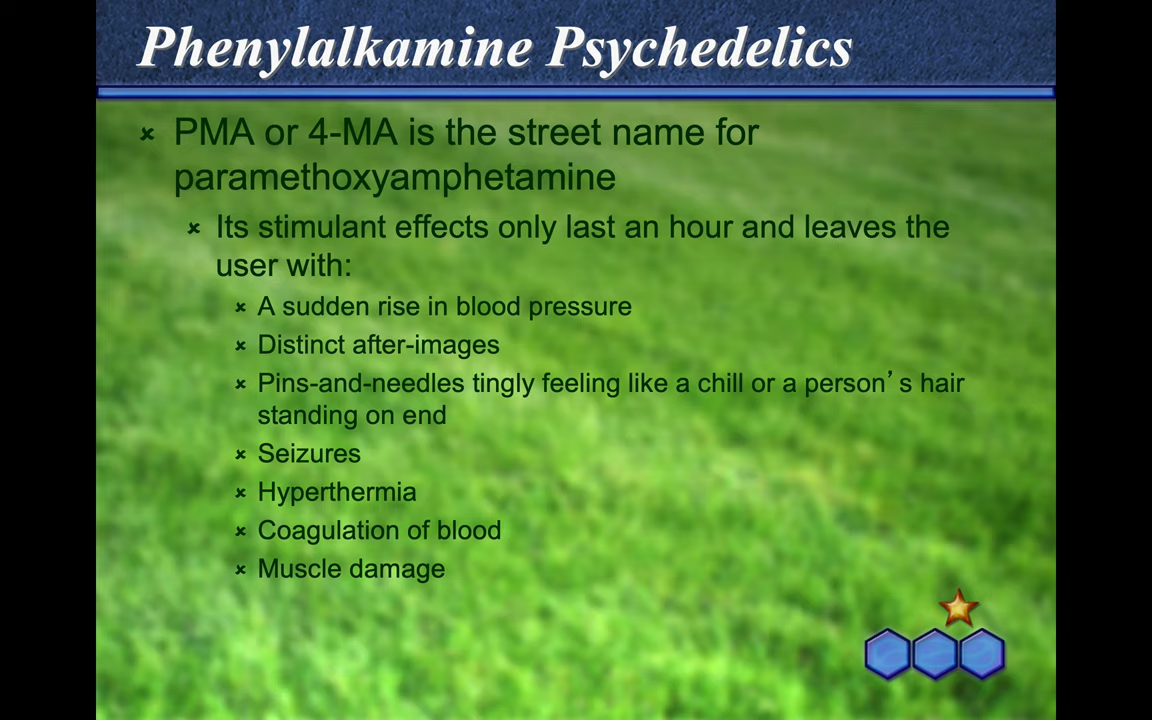 Phenylalkamine Psychedelics
PMA or 4-MA is the street name for
paramethoxyamphetamine
Its stimulant effects only last an hour and leaves the
user with:
A sudden rise in blood pressure
Distinct after-images
Pins-and-needles tingly feeling like a chill or a person’s hair
standing on end
Seizures
Hyperthermia
Coagulation of blood
Muscle damage